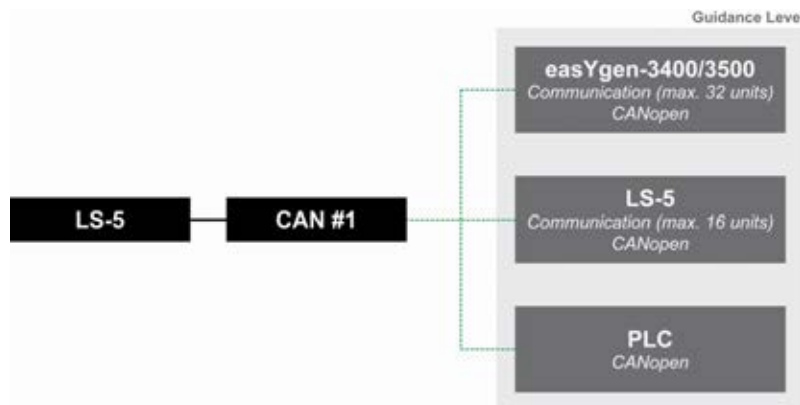 Guidance Leve
easYgen-3400/3500
Communication (max. 32 units)
CANopen
LS-5
CAN #1
LS-5
Communication (max. 16 units)
CANopen
PLC
CANopen